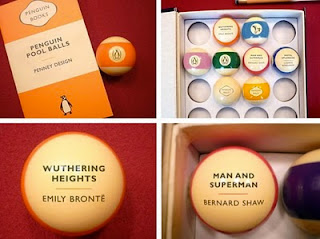 PENGUIN
BOOKS
PENGUIN
POOL BALLS
PENNEY DESIGN
WUTHERING
HEIGHTS
EMILY BRONTË
MAN AND
SUPERMAN
BERNARD SHAW